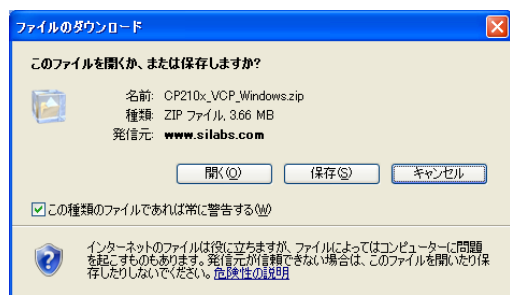 ファイルのダウンロード
このファイルを開くか、または保存しますか?
名前: CP210x_VCP_Windows.zip
種類: ZIP ファイル, 3.66 MB
発信元: www.silabs.com
開く(O) 保存(S) キャンセル
この種類のファイルであれば常に警告する(W)
インターネットのファイルは役に立ちますが、ファイルによってはコンピューターに問題
を起こすものもあります。発信元が信頼できない場合は、このファイルを開いたり保
存したりしないでください。危険性の説明